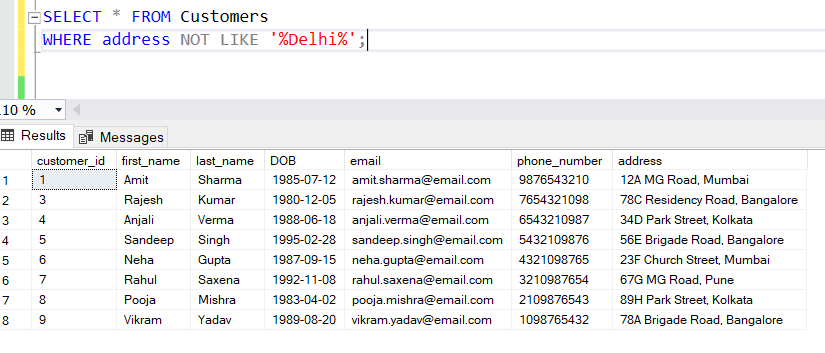 SELECT * FROM Customers
WHERE address NOT LIKE '%Delhi%';
10 %
Results Messages
customer_id first_name last_name DOB email phone_number address
1 1 Amit Sharma 1985-07-12 amit.sharma@email.com 9876543210 12A MG Road, Mumbai
2 3 Rajesh Kumar 1980-12-05 rajesh.kumar@email.com 7654321098 78C Residency Road, Bangalore
3 4 Anjali Verma 1988-06-18 anjali.verma@email.com 6543210987 34D Park Street, Kolkata
4 5 Sandeep Singh 1995-02-28 sandeep.singh@email.com 5432109876 56E Brigade Road, Bangalore
5 6 Neha Gupta 1987-09-15 neha.gupta@email.com 4321098765 23F Church Street, Mumbai
6 7 Rahul Saxena 1992-11-08 rahul.saxena@email.com 3210987654 67G MG Road, Pune
7 8 Pooja Mishra 1983-04-02 pooja.mishra@email.com 2109876543 89H Park Street, Kolkata
8 9 Vikram Yadav 1989-08-20 vikram.yadav@email.com 1098765432 78A Brigade Road, Bangalore